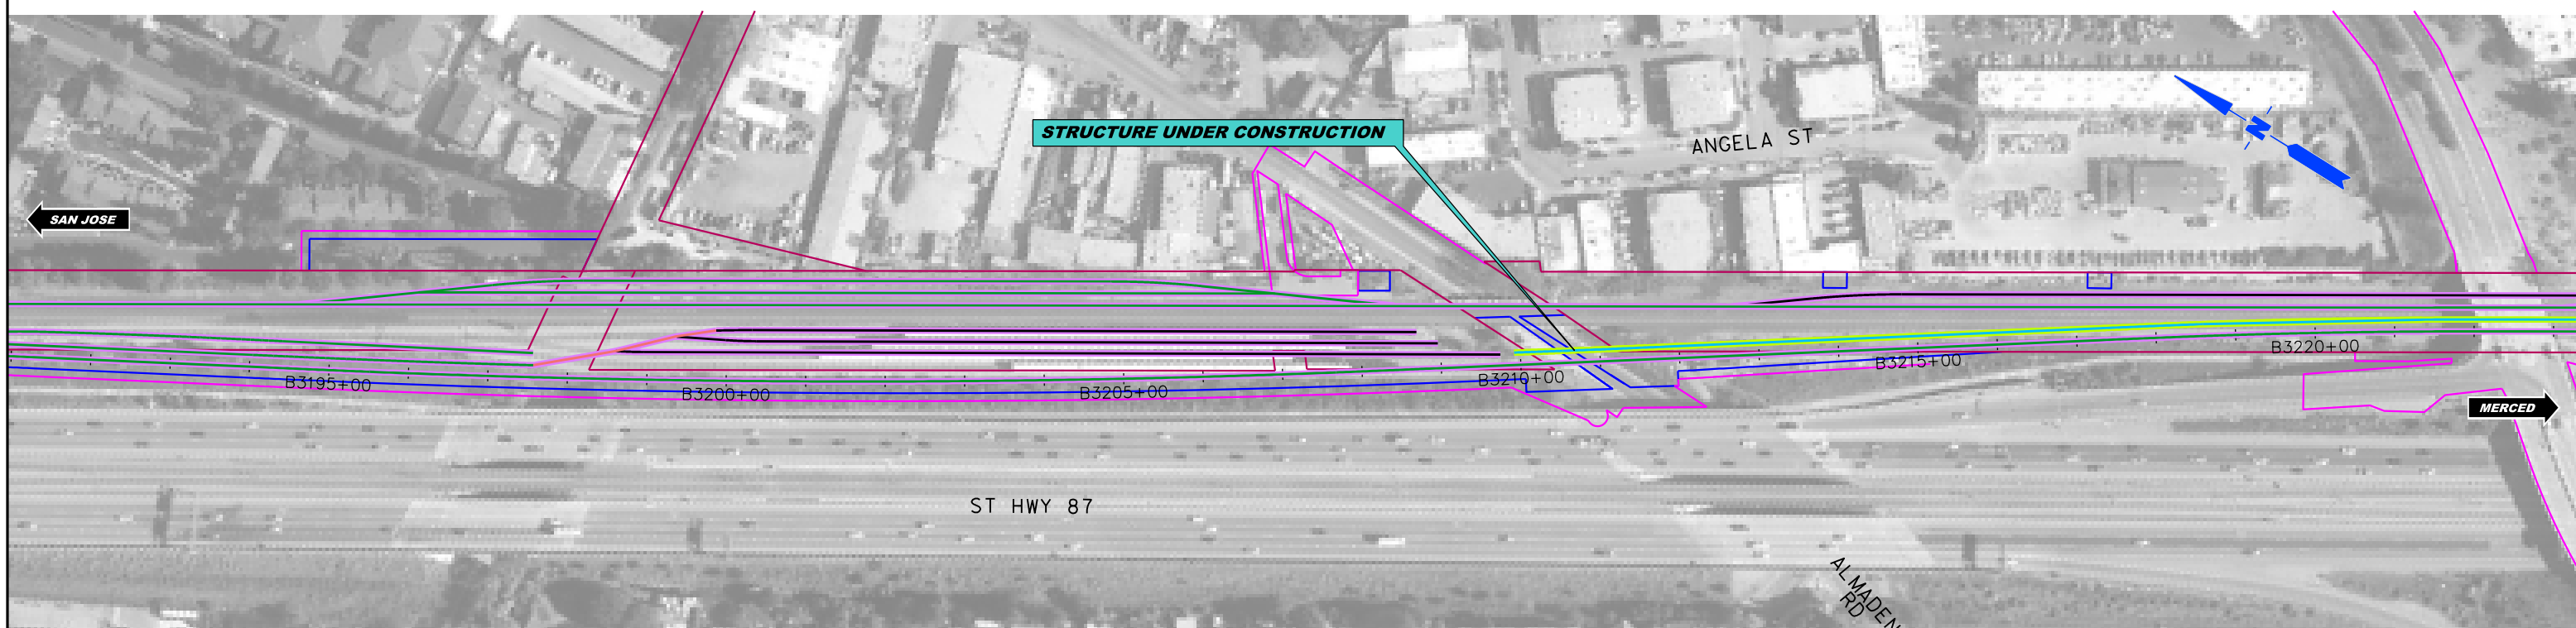 STRUCTURE UNDER CONSTRUCTION
ANGELA ST
N
SAN JOSE
B3195+00
B3200+00
B3205+00
B3210+00
B3215+00
B3220+00
MERCED
ST HWY 87
ALMADEN
RD